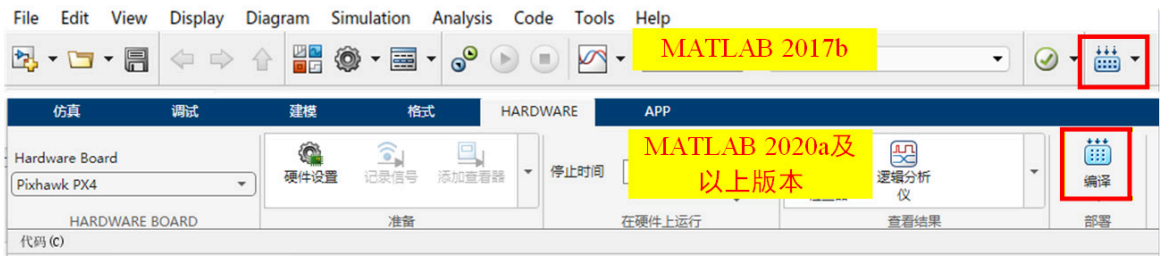 File Edit View Display Diagram Simulation Analysis Code Tools Help
MATLAB 2017b
仿真 调试 建模 格式 HARDWARE APP
Hardware Board
Pixhawk PX4
硬件设置 记录信号 添加查看器
停止时间
MATLAB 2020a及
以上版本
逻辑分析
仪
编译
HARDWARE BOARD 准备 在硬件上运行 查看结果 部署
代码 (C)